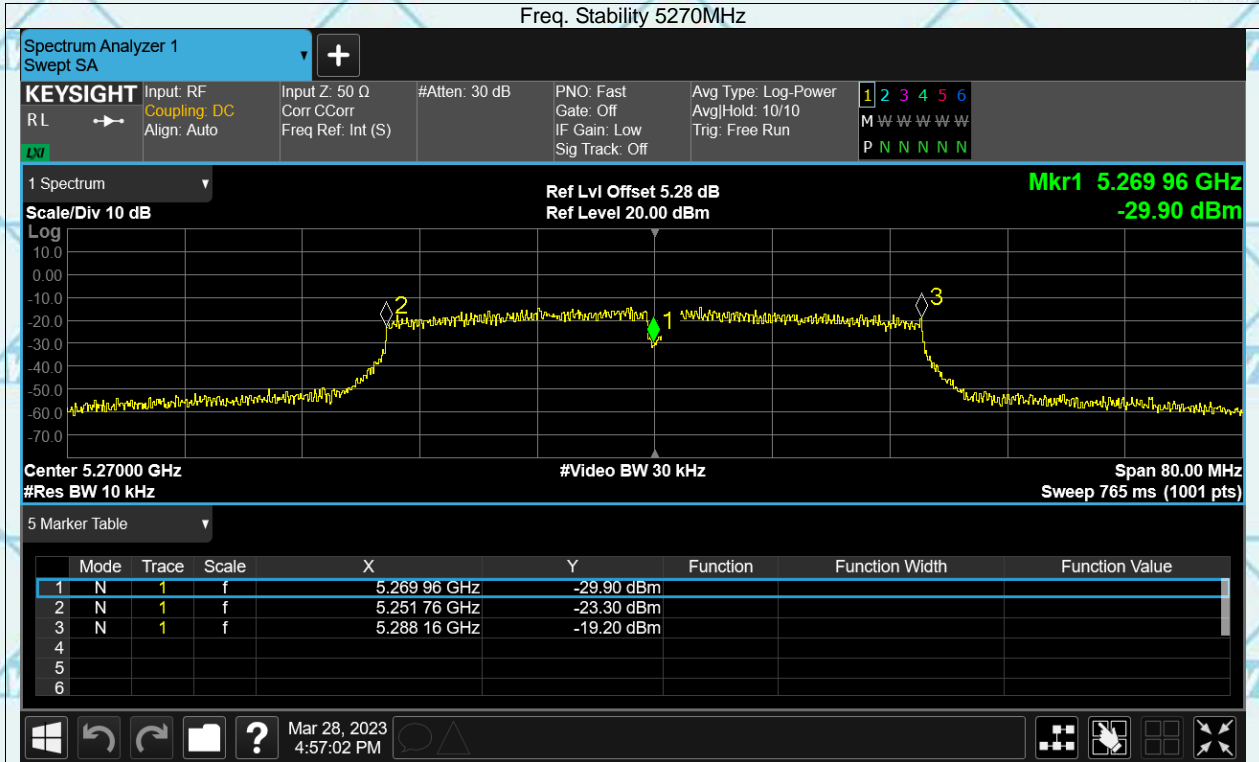 Freq. Stability 5270MHz
Spectrum Analyzer 1
Swept SA
KEYSIGHT
RL
LXI
Input: RF
Coupling: DC
Align: Auto
Input Z: 50 Ω
Corr CCorr
Freq Ref: Int (S)
#Atten: 30 dB
PNO: Fast
Gate: Off
IF Gain: Low
Sig Track: Off
Avg Type: Log-Power
Avg|Hold: 10/10
Trig: Free Run
1 2 3 4 5 6
M W W W W W
P N N N N N
1 Spectrum
Scale/Div 10 dB
Ref Lvl Offset 5.28 dB
Ref Level 20.00 dBm
Mkr1 5.269 96 GHz
-29.90 dBm
Log
10.0
0.00
-10.0
-20.0
-30.0
-40.0
-50.0
-60.0
-70.0
2
1
3
Center 5.27000 GHz
#Video BW 30 kHz
Span 80.00 MHz
#Res BW 10 kHz
Sweep 765 ms (1001 pts)
5 Marker Table
Mode Trace Scale X Y Function Function Width Function Value
1 N 1 f 5.269 96 GHz -29.90 dBm
2 N 1 f 5.251 76 GHz -23.30 dBm
3 N 1 f 5.288 16 GHz -19.20 dBm
4
5
6
?
Mar 28, 2023
4:57:02 PM